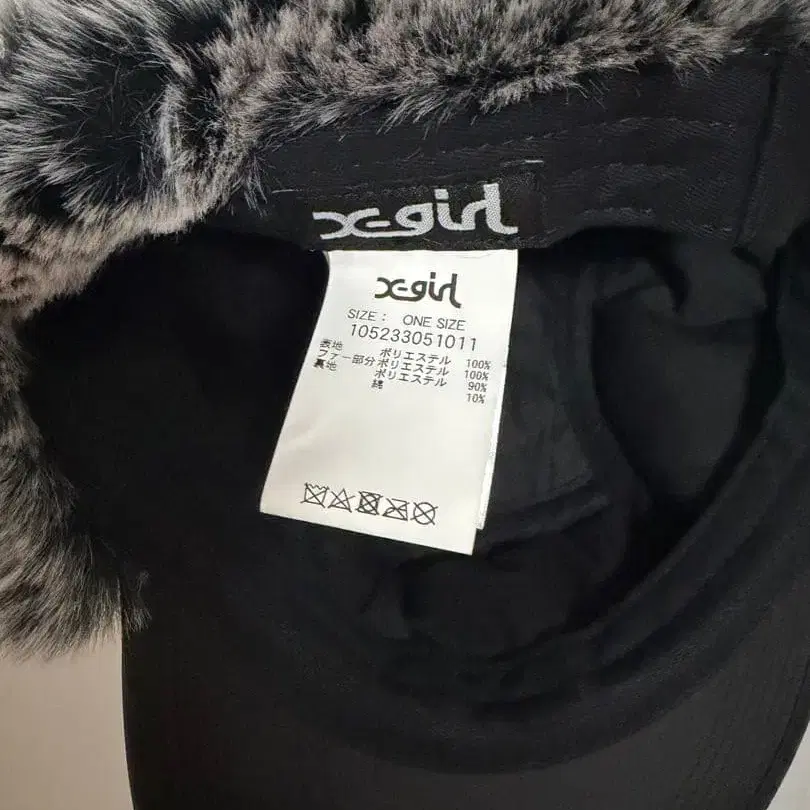 X-girl
X-girl
SIZE： ONE SIZE
105233051011
表地 ポリエステル 100%
ファー部分 ポリエステル 100%
裏地 ポリエステル 90%
綿 10%